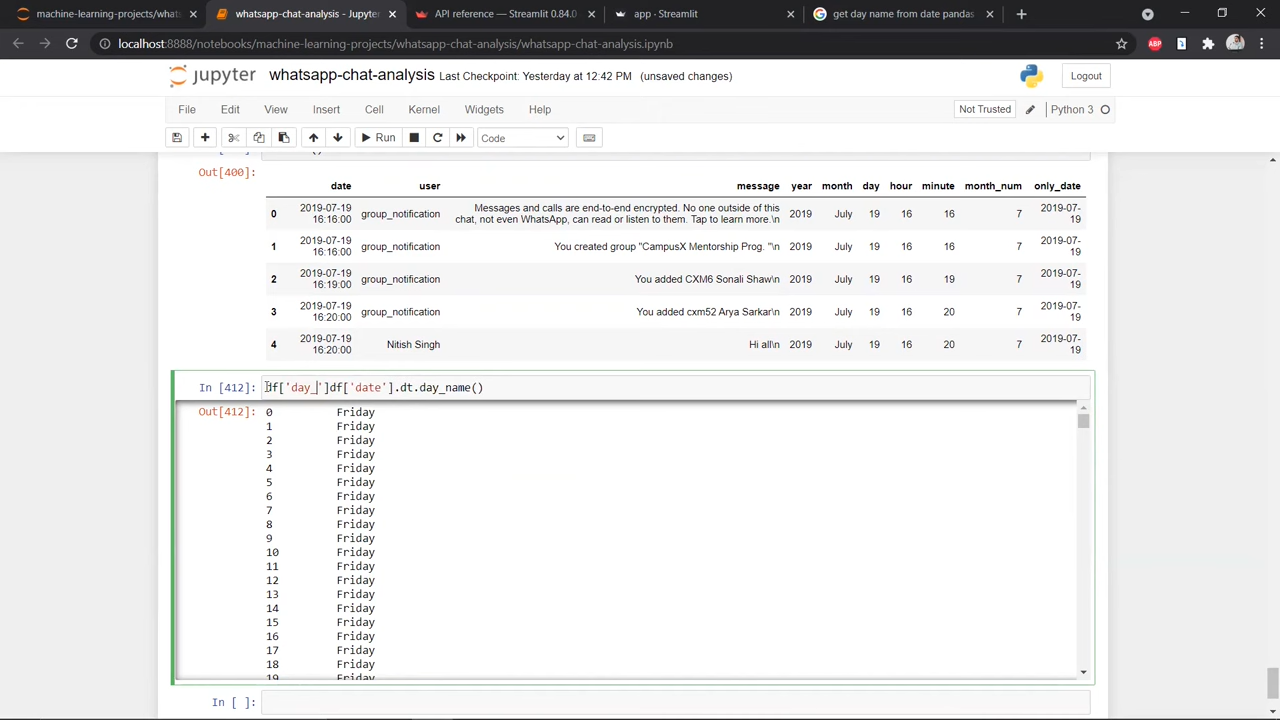 machine-learning-projects/whats
whatsapp-chat-analysis - Jupyter
API reference — Streamlit 0.84.0
app · Streamlit
get day name from date pandas
localhost:8888/notebooks/machine-learning-projects/whatsapp-chat-analysis/whatsapp-chat-analysis.ipynb
ABP
jupyter whatsapp-chat-analysis Last Checkpoint: Yesterday at 12:42 PM (unsaved changes)
Logout
File Edit View Insert Cell Kernel Widgets Help
Not Trusted
Python 3
Run
Code
Out[400]:
date user message year month day hour minute month_num only_date
0 2019-07-19 16:16:00 group_notification Messages and calls are end-to-end encrypted. No one outside of this chat, not even WhatsApp, can read or listen to them. Tap to learn more.\n 2019 July 19 16 16 7 2019-07-19
1 2019-07-19 16:16:00 group_notification You created group "CampusX Mentorship Prog. "\n 2019 July 19 16 16 7 2019-07-19
2 2019-07-19 16:19:00 group_notification You added CXM6 Sonali Shaw\n 2019 July 19 16 19 7 2019-07-19
3 2019-07-19 16:20:00 group_notification You added cxm52 Arya Sarkar\n 2019 July 19 16 20 7 2019-07-19
4 2019-07-19 16:20:00 Nitish Singh Hi all\n 2019 July 19 16 20 7 2019-07-19
In [412]: df['day_']df['date'].dt.day_name()
Out[412]: 0 Friday
1 Friday
2 Friday
3 Friday
4 Friday
5 Friday
6 Friday
7 Friday
8 Friday
9 Friday
10 Friday
11 Friday
12 Friday
13 Friday
14 Friday
15 Friday
16 Friday
17 Friday
18 Friday
19 Friday
In [ ]: